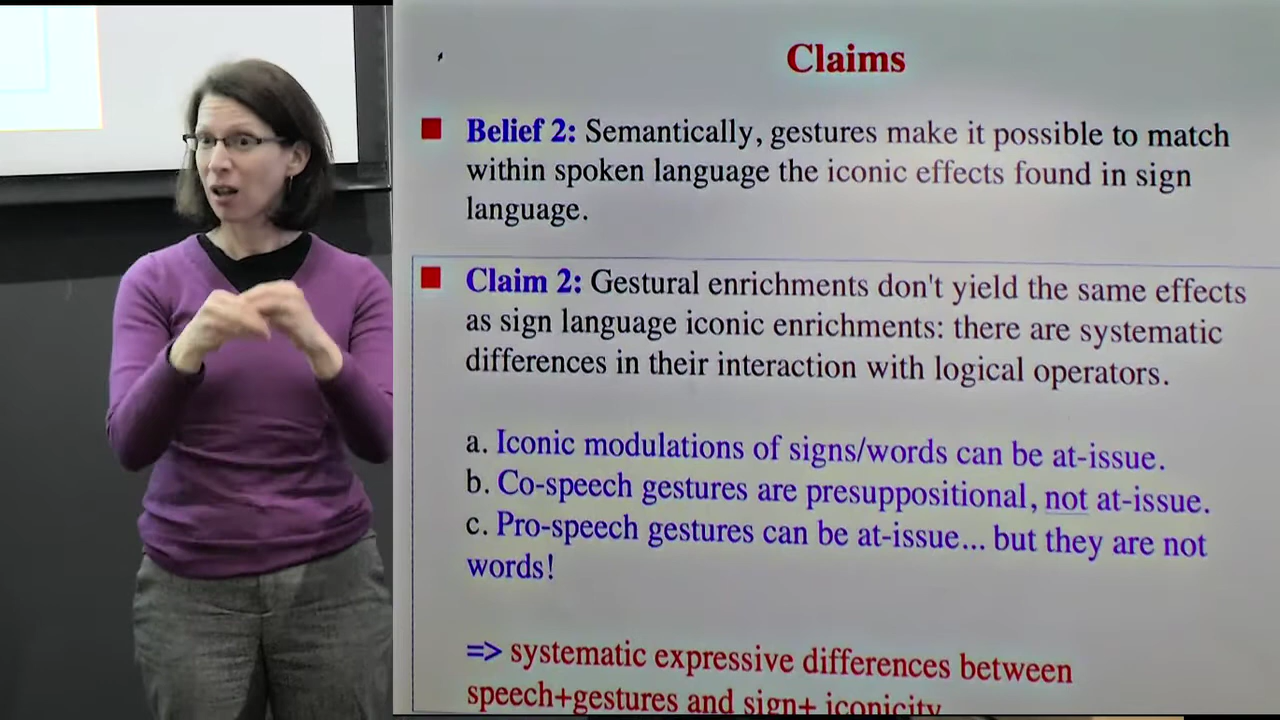 Claims
Belief 2: Semantically, gestures make it possible to match
within spoken language the iconic effects found in sign
language.
Claim 2: Gestural enrichments don't yield the same effects
as sign language iconic enrichments: there are systematic
differences in their interaction with logical operators.
a. Iconic modulations of signs/words can be at-issue.
b. Co-speech gestures are presuppositional, not at-issue.
c. Pro-speech gestures can be at-issue... but they are not
words!
=> systematic expressive differences between
speech+gestures and sign+ iconicity